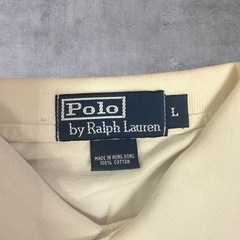 Polo
by Ralph Lauren
L
MADE IN HONG KONG
100% COTTON